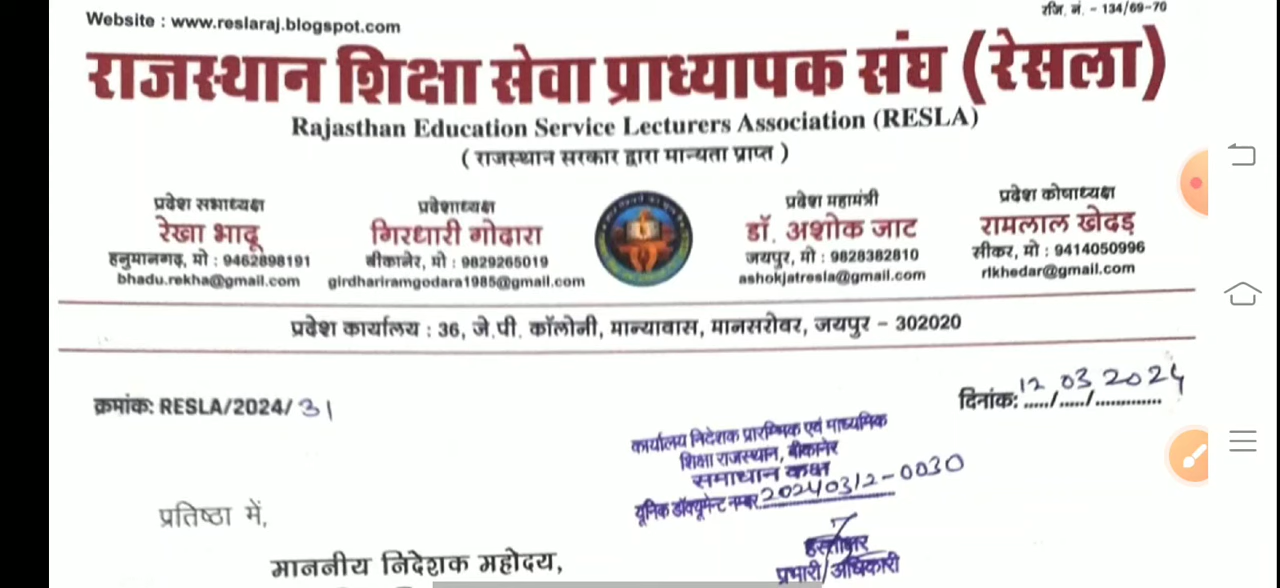 Website : www.reslaraj.blogspot.com
रजि. नं. - 134/69-70
राजस्थान शिक्षा सेवा प्राध्यापक संघ (रेसला)
Rajasthan Education Service Lecturers Association (RESLA)
( राजस्थान सरकार द्वारा मान्यता प्राप्त )
प्रदेश सभाध्यक्ष
रेखा भादू
हनुमानगढ़, मो : 9462898191
bhadu.rekha@gmail.com
प्रदेशाध्यक्ष
गिरधारी गोदारा
बीकानेर, मो : 9829265019
girdhariramgodara1985@gmail.com
प्रदेश महामंत्री
डॉ. अशोक जाट
जयपुर, मो : 9828382810
ashokjatresla@gmail.com
प्रदेश कोषाध्यक्ष
रामलाल खेदड़
सीकर, मो : 9414050996
rlkhedar@gmail.com
प्रदेश कार्यालय : 36, जे.पी. कॉलोनी, मान्यावास, मानसरोवर, जयपुर - 302020
क्रमांक: RESLA/2024/ 31
दिनांक: 12/03/2024
कार्यालय निदेशक प्रारम्भिक एवं माध्यमिक
शिक्षा राजस्थान, बीकानेर
समाधान कक्ष
यूनिक डॉक्यूमेन्ट नम्बर 20240312-0030
हस्ताक्षर
प्रभारी अधिकारी
प्रतिष्ठा में,
माननीय निदेशक महोदय,